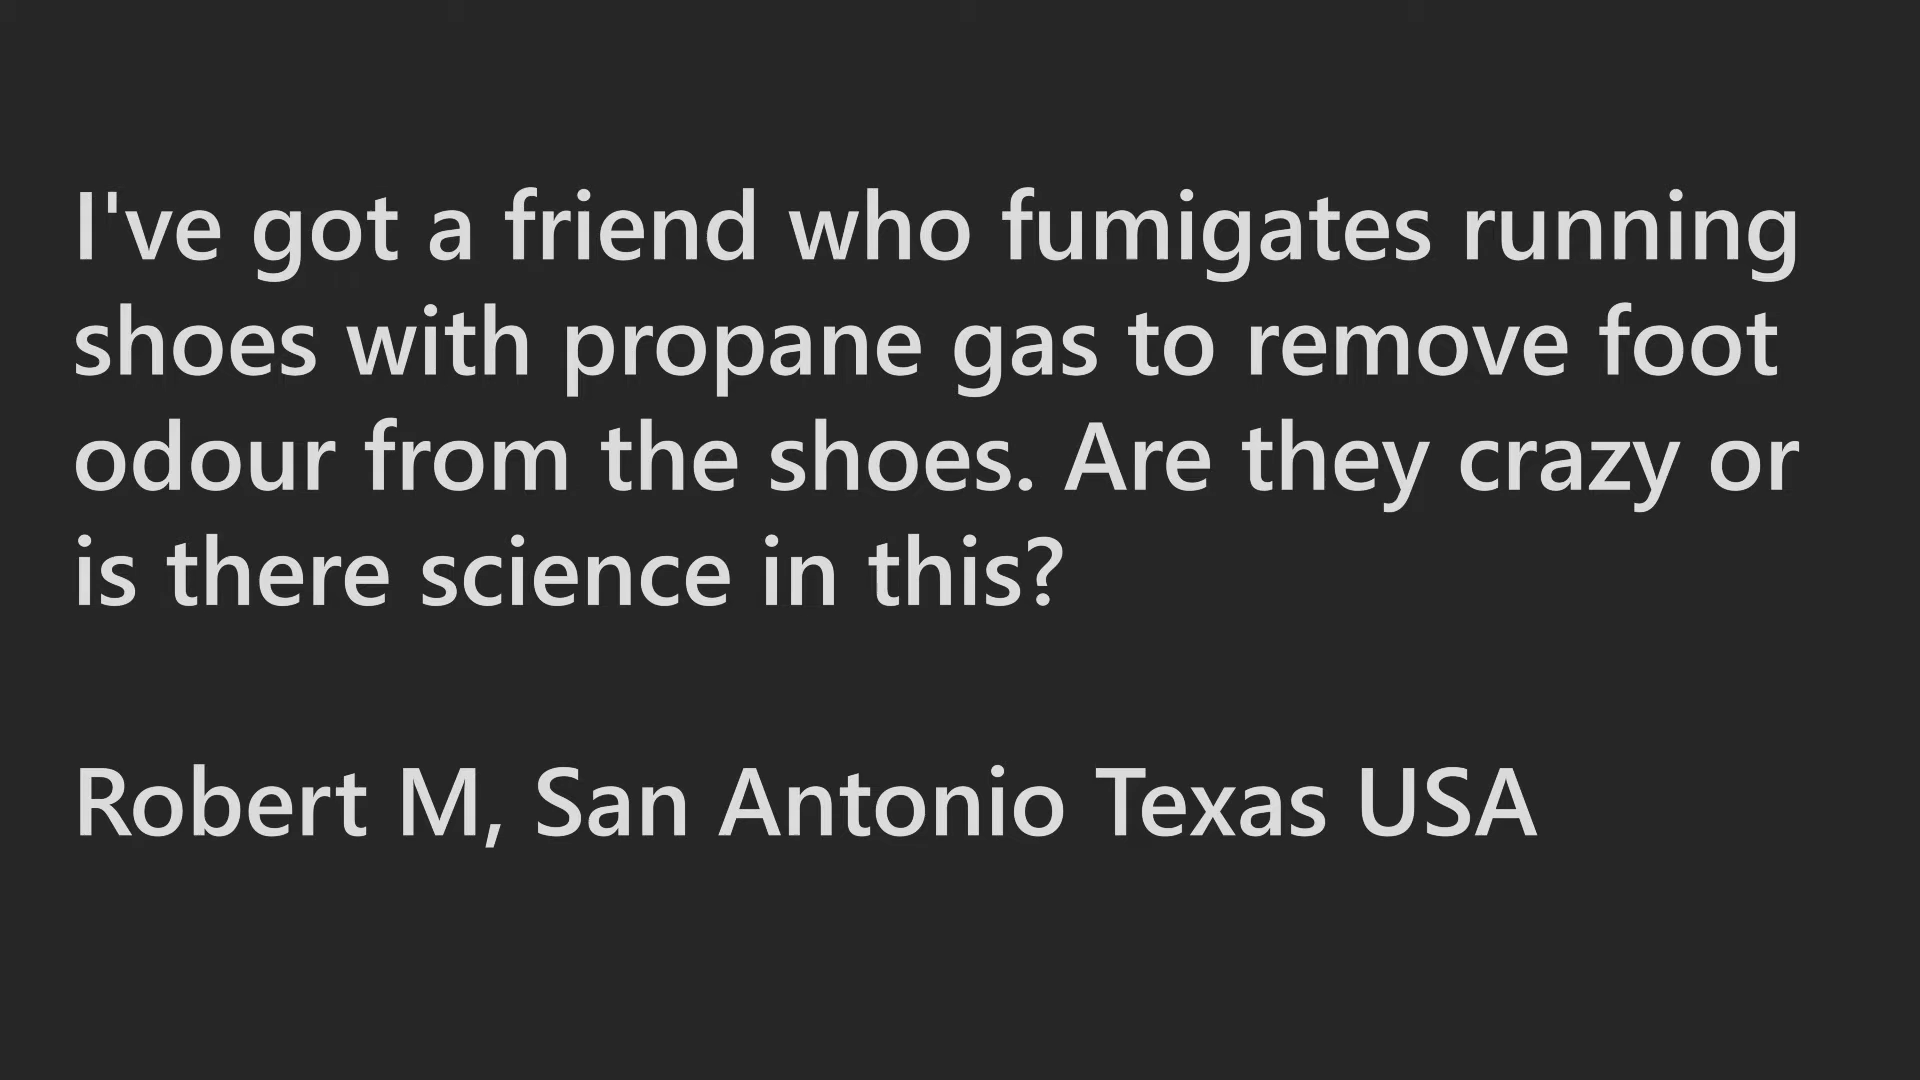 I've got a friend who fumigates running
shoes with propane gas to remove foot
odour from the shoes. Are they crazy or
is there science in this?
Robert M, San Antonio Texas USA